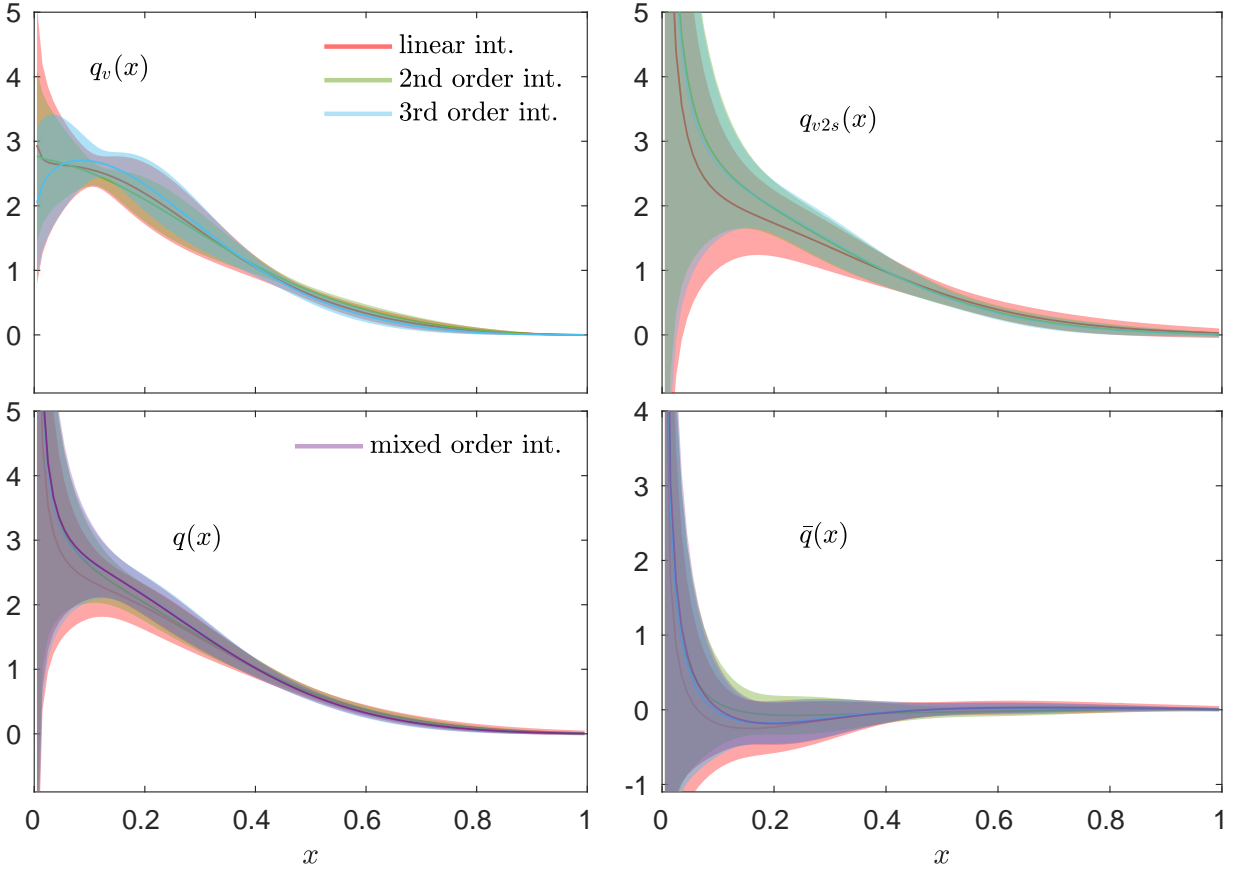 5
4
3
2
1
0
q_v(x)
linear int.
2nd order int.
3rd order int.
5
4
3
2
1
0
q_{v2s}(x)
5
4
3
2
1
0
0 0.2 0.4 0.6 0.8 1
x
mixed order int.
q(x)
4
3
2
1
0
-1
0 0.2 0.4 0.6 0.8 1
x
q̄(x)